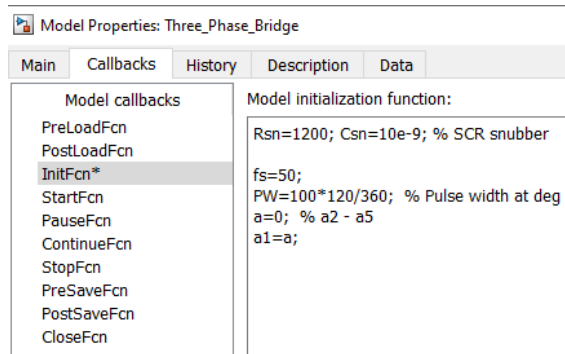 Model Properties: Three_Phase_Bridge
Main Callbacks History Description Data
Model callbacks
PreLoadFcn
PostLoadFcn
InitFcn*
StartFcn
PauseFcn
ContinueFcn
StopFcn
PreSaveFcn
PostSaveFcn
CloseFcn
Model initialization function:
Rsn=1200; Csn=10e-9; % SCR snubber
fs=50;
PW=100*120/360; % Pulse width at deg
a=0; % a2 - a5
a1=a;